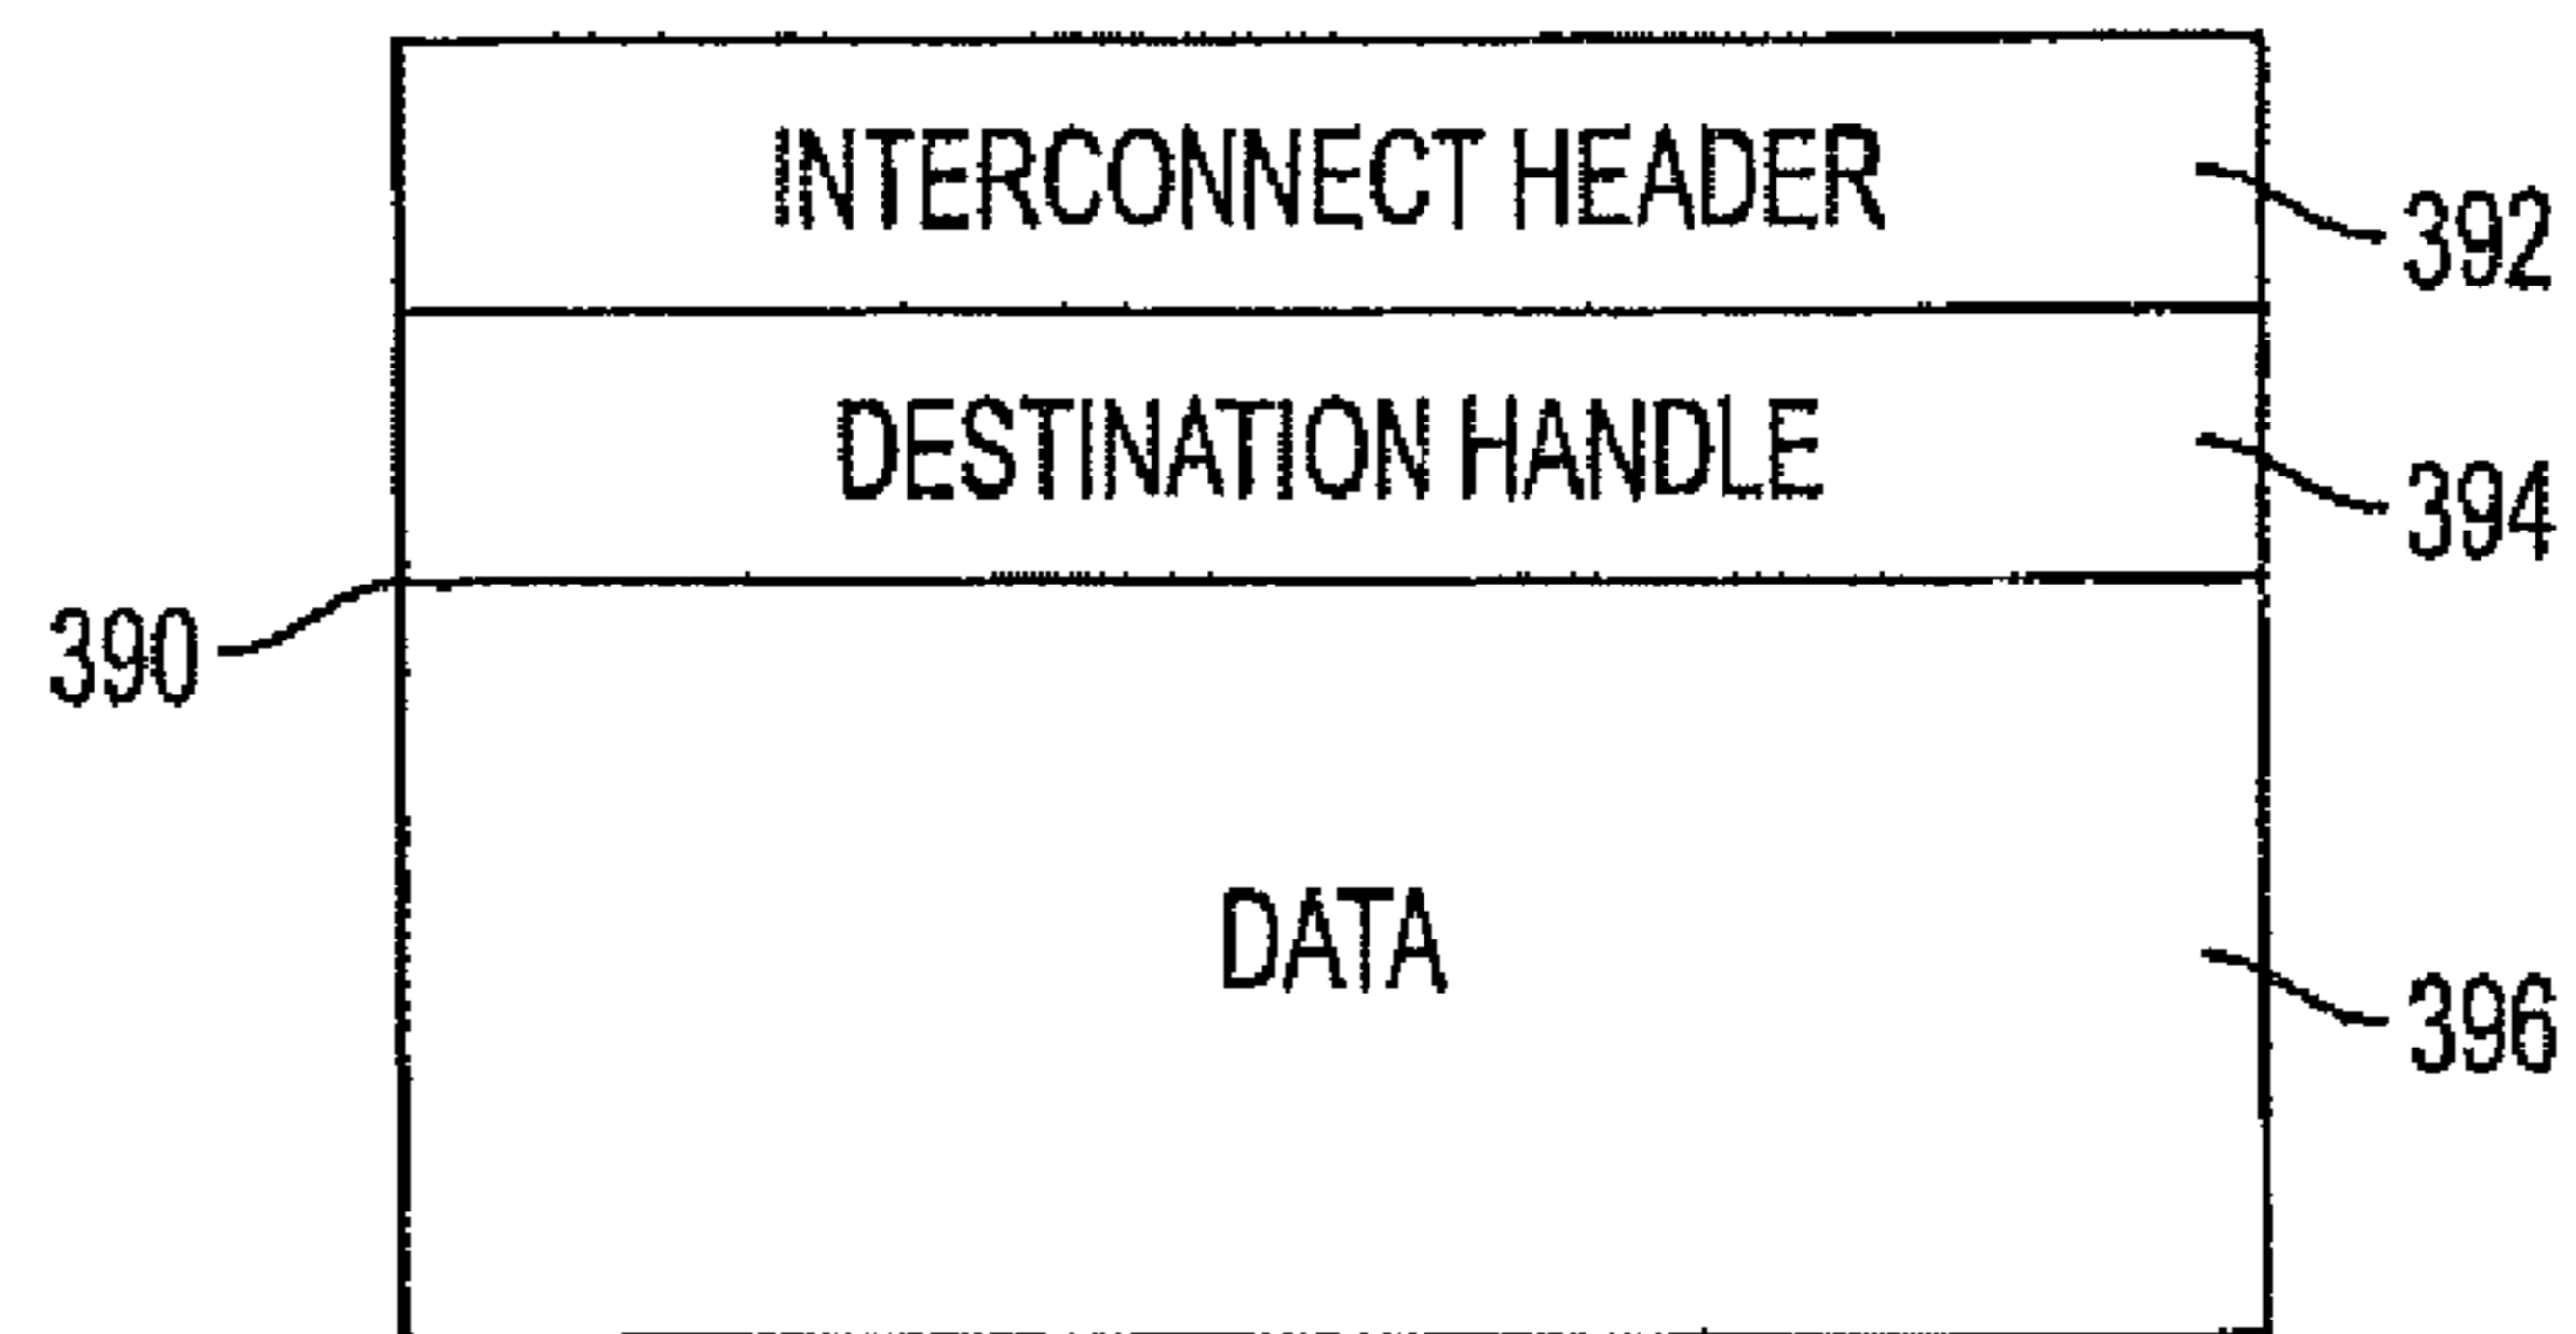 INTERCONNECT HEADER
392
DESTINATION HANDLE
394
390
DATA
396